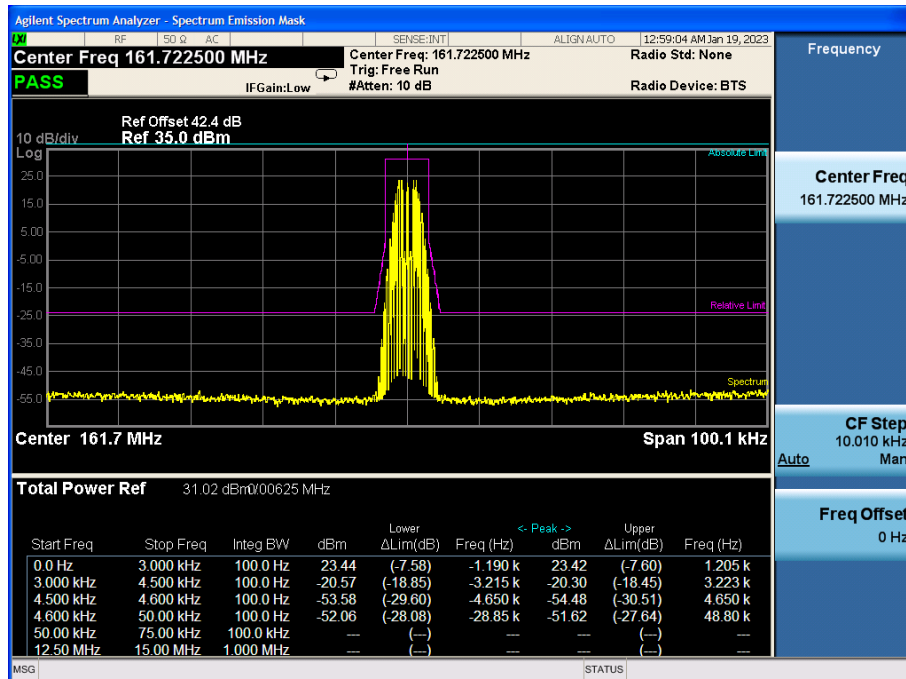 Agilent Spectrum Analyzer - Spectrum Emission Mask
LXI RF 50 Ω AC SENSE:INT ALIGN AUTO 12:59:04 AM Jan 19, 2023
Center Freq 161.722500 MHz
Center Freq: 161.722500 MHz Radio Std: None
Trig: Free Run
PASS IFGain:Low #Atten: 10 dB Radio Device: BTS
Ref Offset 42.4 dB
10 dB/div Ref 35.0 dBm
Log
Absolute Limit
25.0
15.0
5.00
-5.00
-15.0
Relative Limit
-25.0
-35.0
-45.0
Spectrum
-55.0
Center 161.7 MHz Span 100.1 kHz
Total Power Ref 31.02 dBm/0.00625 MHz
Lower <- Peak -> Upper
Start Freq Stop Freq Integ BW dBm ΔLim(dB) Freq (Hz) dBm ΔLim(dB) Freq (Hz)
0.0 Hz 3.000 kHz 100.0 Hz 23.44 (-7.58) -1.190 k 23.42 (-7.60) 1.205 k
3.000 kHz 4.500 kHz 100.0 Hz -20.57 (-18.85) -3.215 k -20.30 (-18.45) 3.223 k
4.500 kHz 4.600 kHz 100.0 Hz -53.58 (-29.60) -4.650 k -54.48 (-30.51) 4.650 k
4.600 kHz 50.00 kHz 100.0 Hz -52.06 (-28.08) -28.85 k -51.62 (-27.64) 48.80 k
50.00 kHz 75.00 kHz 100.0 kHz --- (---) --- --- (---) ---
12.50 MHz 15.00 MHz 1.000 MHz --- (---) --- --- (---) ---
MSG STATUS
Frequency
Center Freq
161.722500 MHz
CF Step
10.010 kHz
Auto Man
Freq Offset
0 Hz